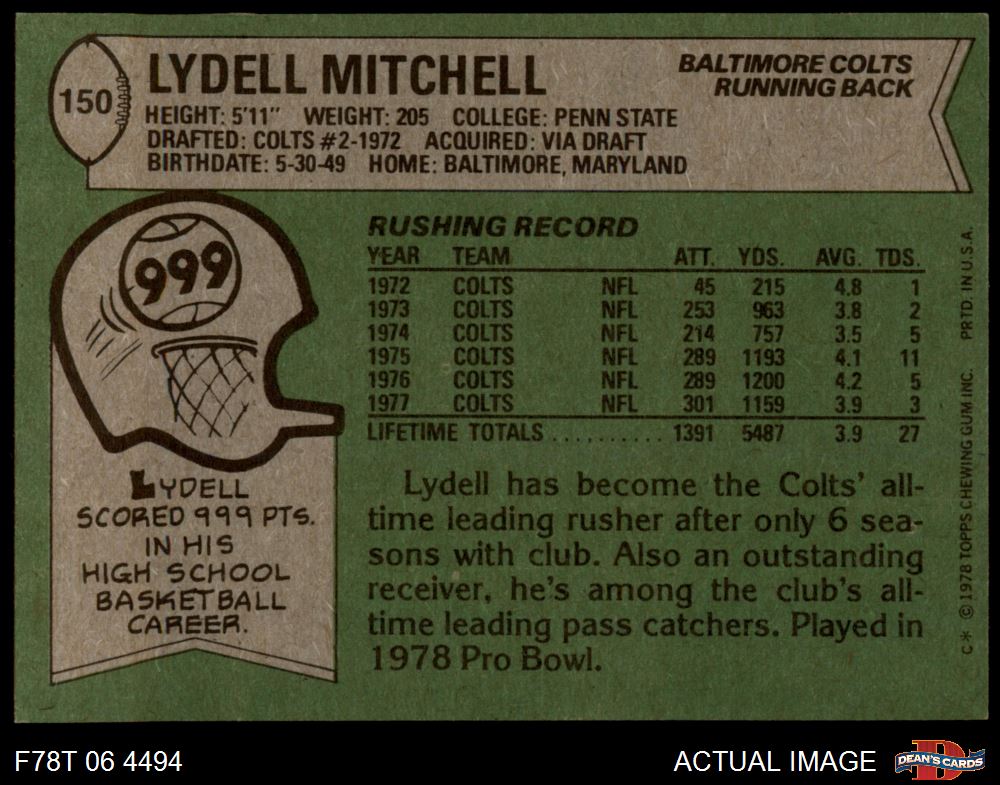 150
LYDELL MITCHELL
BALTIMORE COLTS
RUNNING BACK
HEIGHT: 5'11" WEIGHT: 205 COLLEGE: PENN STATE
DRAFTED: COLTS #2-1972 ACQUIRED: VIA DRAFT
BIRTHDATE: 5-30-49 HOME: BALTIMORE, MARYLAND
999
LYDELL
SCORED 999 PTS.
IN HIS
HIGH SCHOOL
BASKETBALL
CAREER.
RUSHING RECORD
YEAR TEAM ATT. YDS. AVG. TDS.
1972 COLTS NFL 45 215 4.8 1
1973 COLTS NFL 253 963 3.8 2
1974 COLTS NFL 214 757 3.5 5
1975 COLTS NFL 289 1193 4.1 11
1976 COLTS NFL 289 1200 4.2 5
1977 COLTS NFL 301 1159 3.9 3
LIFETIME TOTALS .......... 1391 5487 3.9 27
Lydell has become the Colts' all-
time leading rusher after only 6 sea-
sons with club. Also an outstanding
receiver, he's among the club's all-
time leading pass catchers. Played in
1978 Pro Bowl.
C* © 1978 TOPPS CHEWING GUM INC. PRTD. IN U.S.A.
F78T 06 4494
ACTUAL IMAGE
D
DEAN'S CARDS